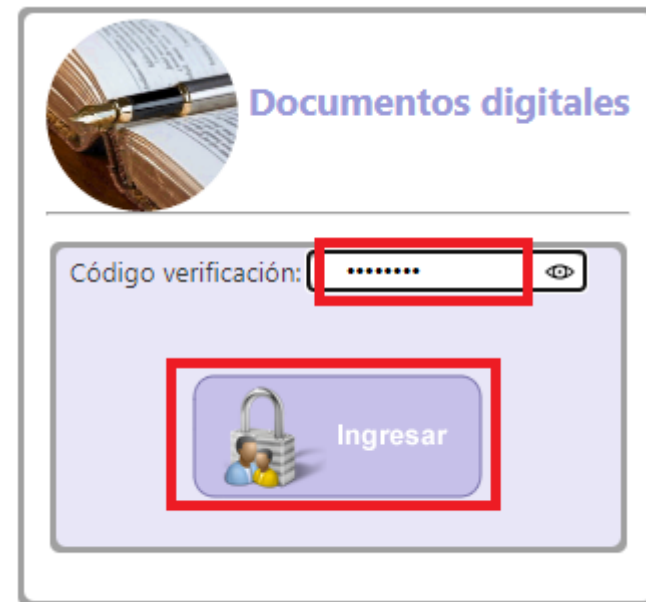 Documentos digitales
Código verificación: ••••••••
Ingresar